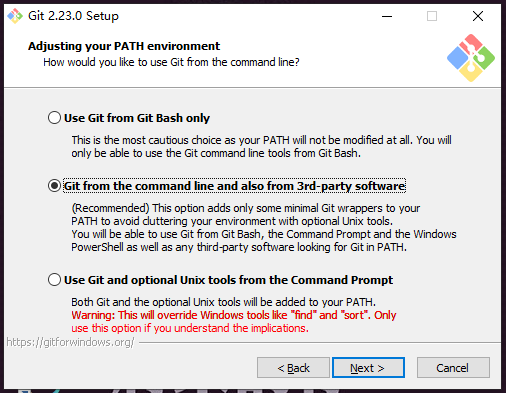 Git 2.23.0 Setup
Adjusting your PATH environment
How would you like to use Git from the command line?
Use Git from Git Bash only
This is the most cautious choice as your PATH will not be modified at all. You will
only be able to use the Git command line tools from Git Bash.
Git from the command line and also from 3rd-party software
(Recommended) This option adds only some minimal Git wrappers to your
PATH to avoid cluttering your environment with optional Unix tools.
You will be able to use Git from Git Bash, the Command Prompt and the Windows
PowerShell as well as any third-party software looking for Git in PATH.
Use Git and optional Unix tools from the Command Prompt
Both Git and the optional Unix tools will be added to your PATH.
Warning: This will override Windows tools like "find" and "sort". Only
use this option if you understand the implications.
https://gitforwindows.org/
< Back
Next >
Cancel